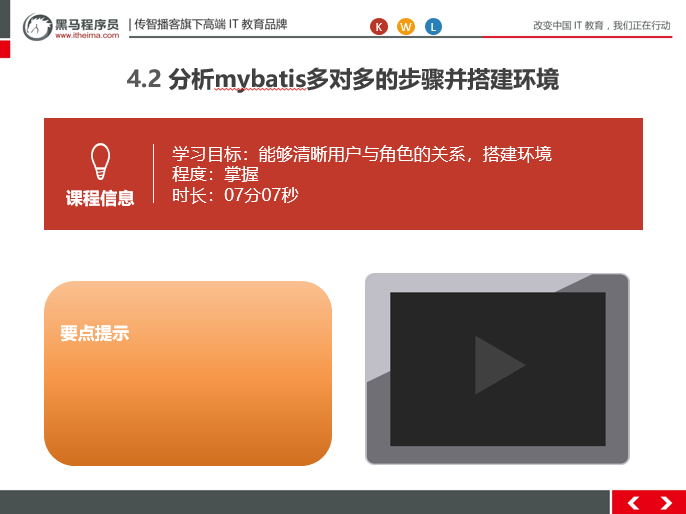 黑马程序员
www.itheima.com
传智播客旗下高端 IT 教育品牌
K W L
改变中国 IT 教育，我们正在行动
4.2 分析mybatis多对多的步骤并搭建环境
学习目标：能够清晰用户与角色的关系，搭建环境
程度：掌握
时长：07分07秒
课程信息
要点提示